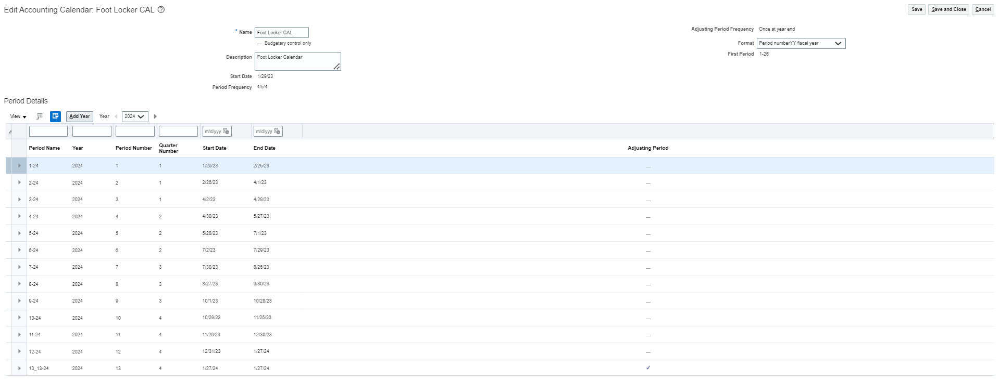 Edit Accounting Calendar: Foot Locker CAL
Save Save and Close Cancel
* Name Foot Locker CAL
Budgetary control only
Description Foot Locker Calendar
Start Date 1/29/23
Period Frequency 4/5/4
Adjusting Period Frequency Once at year end
Format Period numberYY fiscal year
First Period 1-26
Period Details
View Add Year Year 2024
m/d/yyy m/d/yyy
Period Name Year Period Number Quarter Number Start Date End Date Adjusting Period
1-24 2024 1 1 1/29/23 2/25/23
2-24 2024 2 1 2/26/23 4/1/23
3-24 2024 3 1 4/2/23 4/29/23
4-24 2024 4 2 4/30/23 5/27/23
5-24 2024 5 2 5/28/23 7/1/23
6-24 2024 6 2 7/2/23 7/29/23
7-24 2024 7 3 7/30/23 8/26/23
8-24 2024 8 3 8/27/23 9/30/23
9-24 2024 9 3 10/1/23 10/28/23
10-24 2024 10 4 10/29/23 11/25/23
11-24 2024 11 4 11/26/23 12/30/23
12-24 2024 12 4 12/31/23 1/27/24
13_13-24 2024 13 4 1/27/24 1/27/24